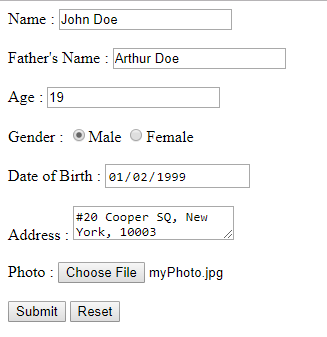 Name : John Doe
Father's Name : Arthur Doe
Age : 19
Gender : Male Female
Date of Birth : 01/02/1999
#20 Cooper SQ, New
Address : York, 10003
Photo : Choose File myPhoto.jpg
Submit Reset